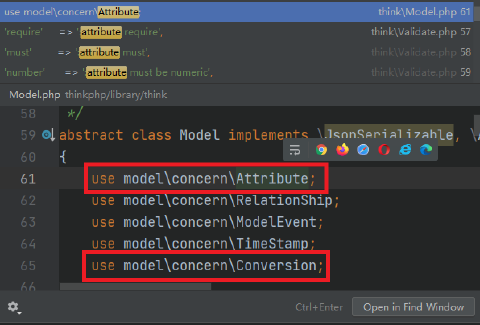 use model\concern\Attribute; think\Model.php 61
'require' => ':attribute require', think\Validate.php 57
'must' => ':attribute must', think\Validate.php 58
'number' => ':attribute must be numeric', think\Validate.php 59
Model.php thinkphp/library/think
58 */
59 abstract class Model implements \JsonSerializable, \
60 {
61 use model\concern\Attribute;
62 use model\concern\RelationShip;
63 use model\concern\ModelEvent;
64 use model\concern\TimeStamp;
65 use model\concern\Conversion;
66
Ctrl+Enter Open in Find Window